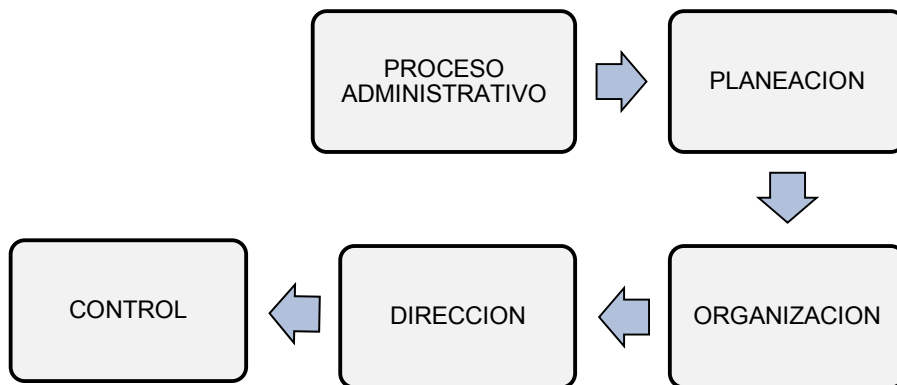 PROCESO
ADMINISTRATIVO
PLANEACION
ORGANIZACION
DIRECCION
CONTROL